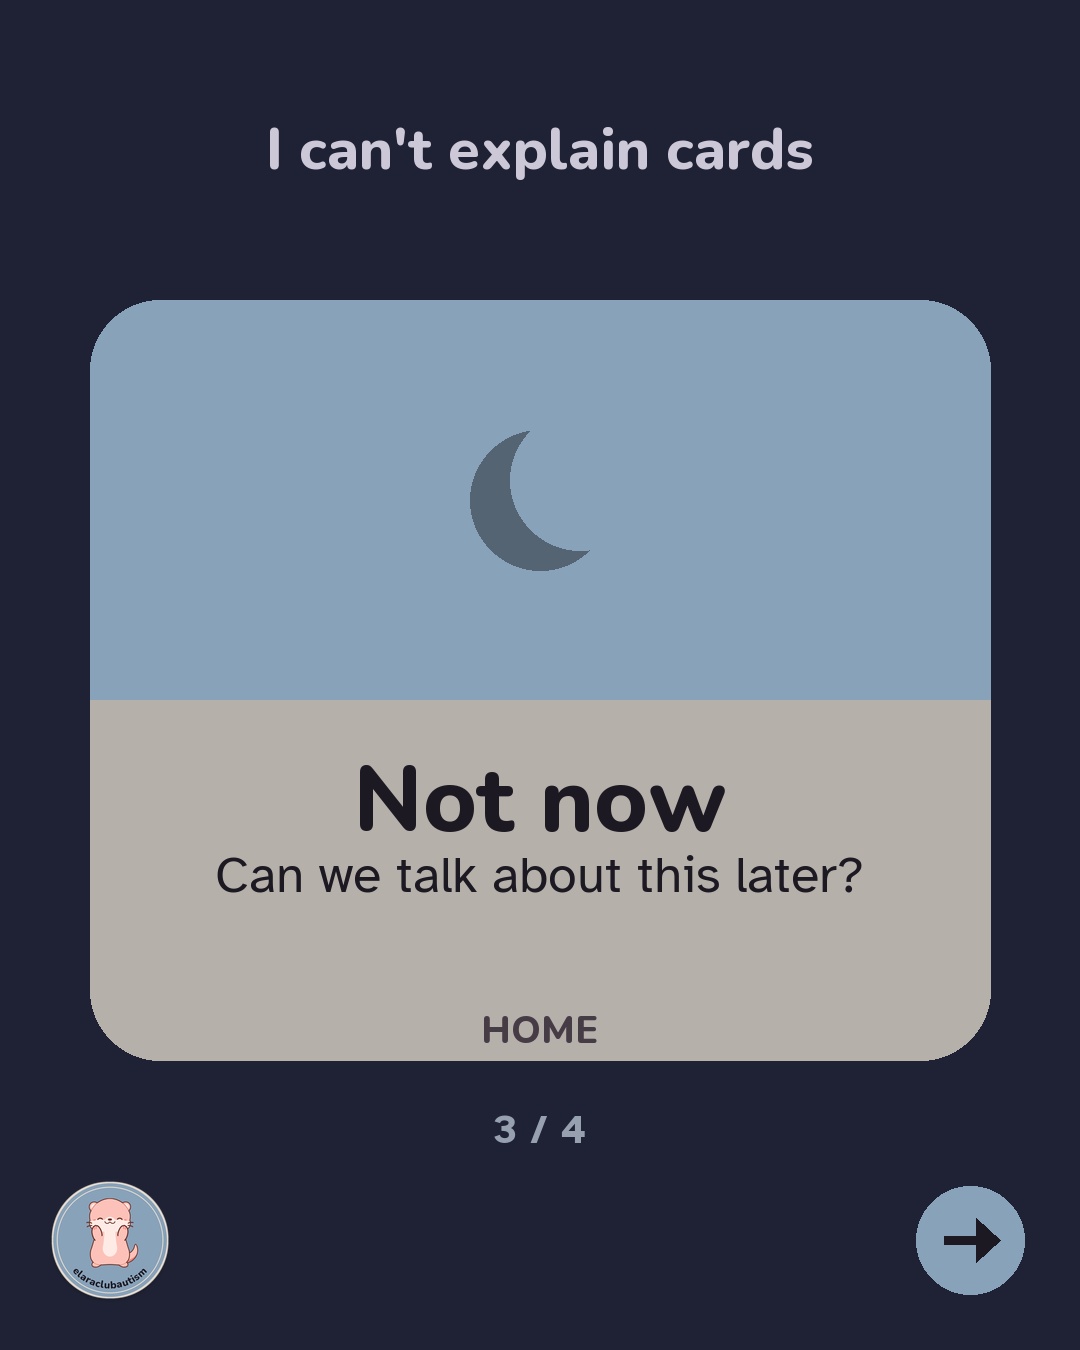 I can't explain cards
Not now
Can we talk about this later?
HOME
3 / 4
elaraclubautism